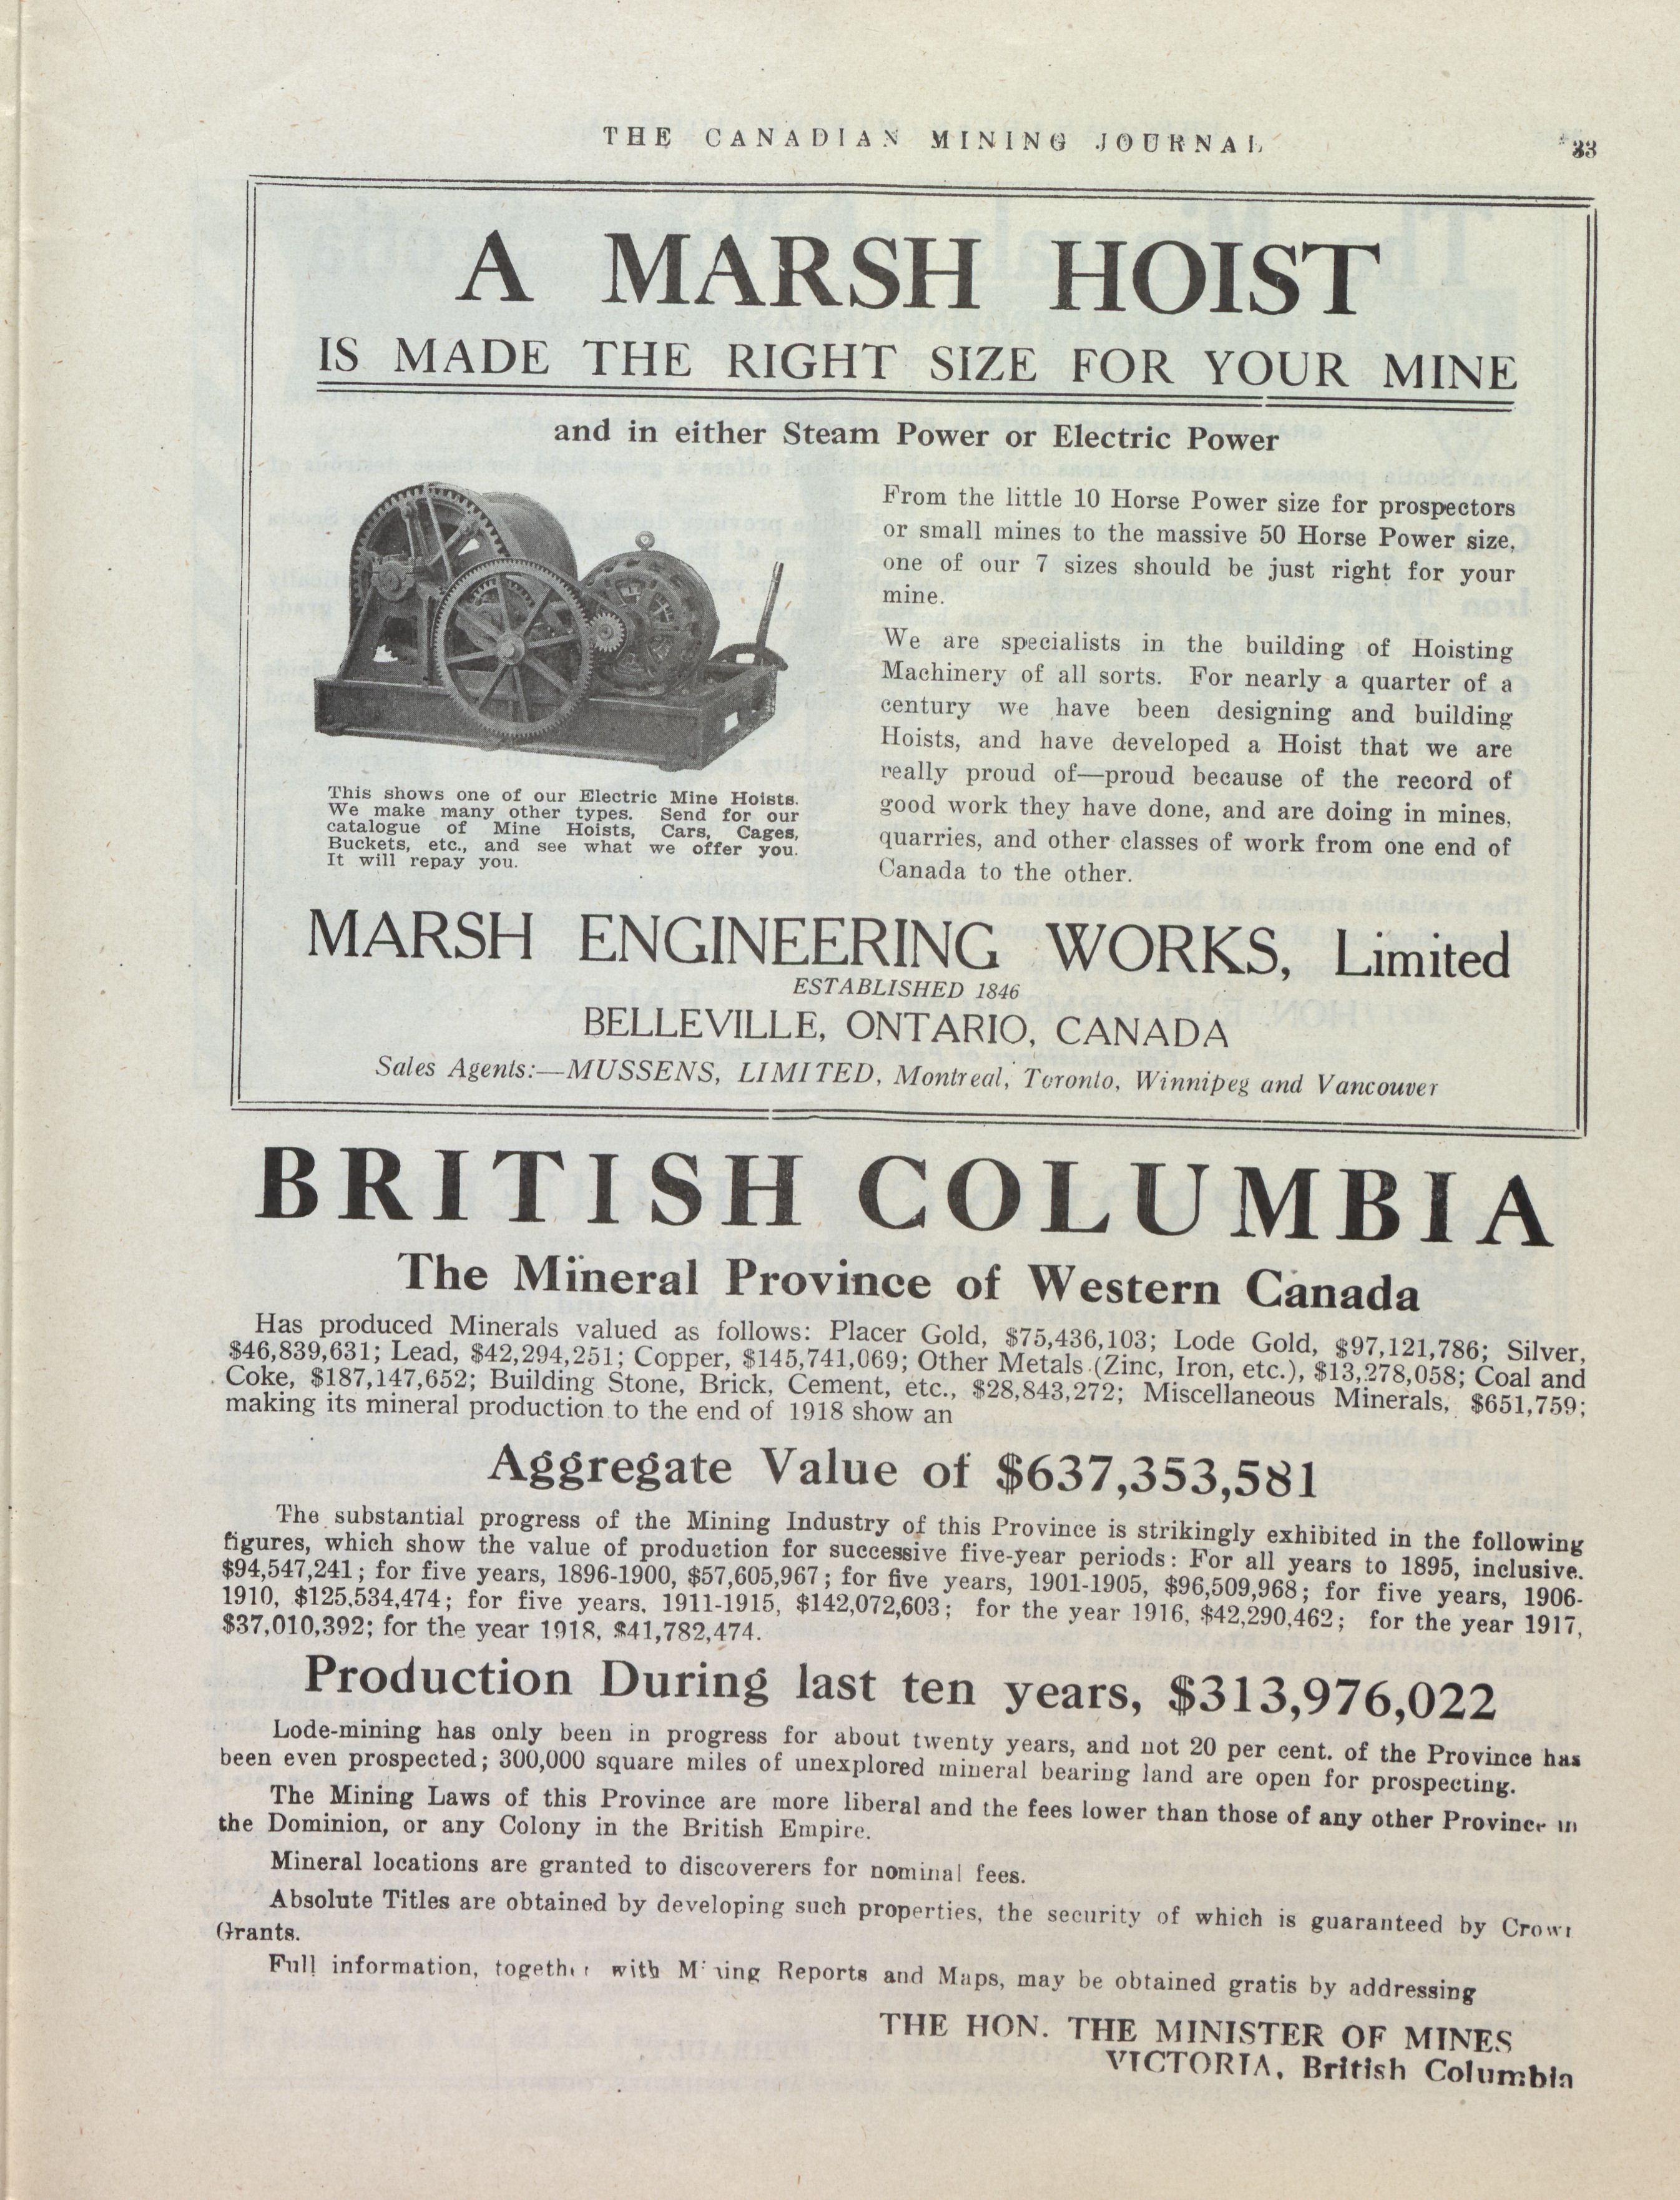 THE CANADIAN MINING JOURNAL
33
A MARSH HOIST
IS MADE THE RIGHT SIZE FOR YOUR MINE
and in either Steam Power or Electric Power
This shows one of our Electric Mine Hoists.
We make many other types. Send for our
catalogue of Mine Hoists, Cars, Cages,
Buckets, etc., and see what we offer you.
It will repay you.
From the little 10 Horse Power size for prospectors
or small mines to the massive 50 Horse Power size,
one of our 7 sizes should be just right for your
mine.
We are specialists in the building of Hoisting
Machinery of all sorts. For nearly a quarter of a
century we have been designing and building
Hoists, and have developed a Hoist that we are
really proud of—proud because of the record of
good work they have done, and are doing in mines,
quarries, and other classes of work from one end of
Canada to the other.
MARSH ENGINEERING WORKS, Limited
ESTABLISHED 1846
BELLEVILLE, ONTARIO, CANADA
Sales Agents:—MUSSENS, LIMITED, Montreal, Toronto, Winnipeg and Vancouver
BRITISH COLUMBIA
The Mineral Province of Western Canada
Has produced Minerals valued as follows: Placer Gold, $75,436,103; Lode Gold, $97,121,786; Silver,
$46,839,631; Lead, $42,294,251; Copper, $145,741,069; Other Metals (Zinc, Iron, etc.), $13,278,058; Coal and
Coke, $187,147,652; Building Stone, Brick, Cement, etc., $28,843,272; Miscellaneous Minerals, $651,759;
making its mineral production to the end of 1918 show an
Aggregate Value of $637,353,581
The substantial progress of the Mining Industry of this Province is strikingly exhibited in the following
figures, which show the value of production for successive five-year periods: For all years to 1895, inclusive.
$94,547,241; for five years, 1896-1900, $57,605,967; for five years, 1901-1905, $96,509,968; for five years, 1906-
1910, $125,534,474; for five years, 1911-1915, $142,072,603; for the year 1916, $42,290,462; for the year 1917,
$37,010,392; for the year 1918, $41,782,474.
Production During last ten years, $313,976,022
Lode-mining has only been in progress for about twenty years, and not 20 per cent. of the Province has
been even prospected; 300,000 square miles of unexplored mineral bearing land are open for prospecting.
The Mining Laws of this Province are more liberal and the fees lower than those of any other Province in
the Dominion, or any Colony in the British Empire.
Mineral locations are granted to discoverers for nominal fees.
Absolute Titles are obtained by developing such properties, the security of which is guaranteed by Crown
Grants.
Full information, together with Mining Reports and Maps, may be obtained gratis by addressing
THE HON. THE MINISTER OF MINES
VICTORIA, British Columbia